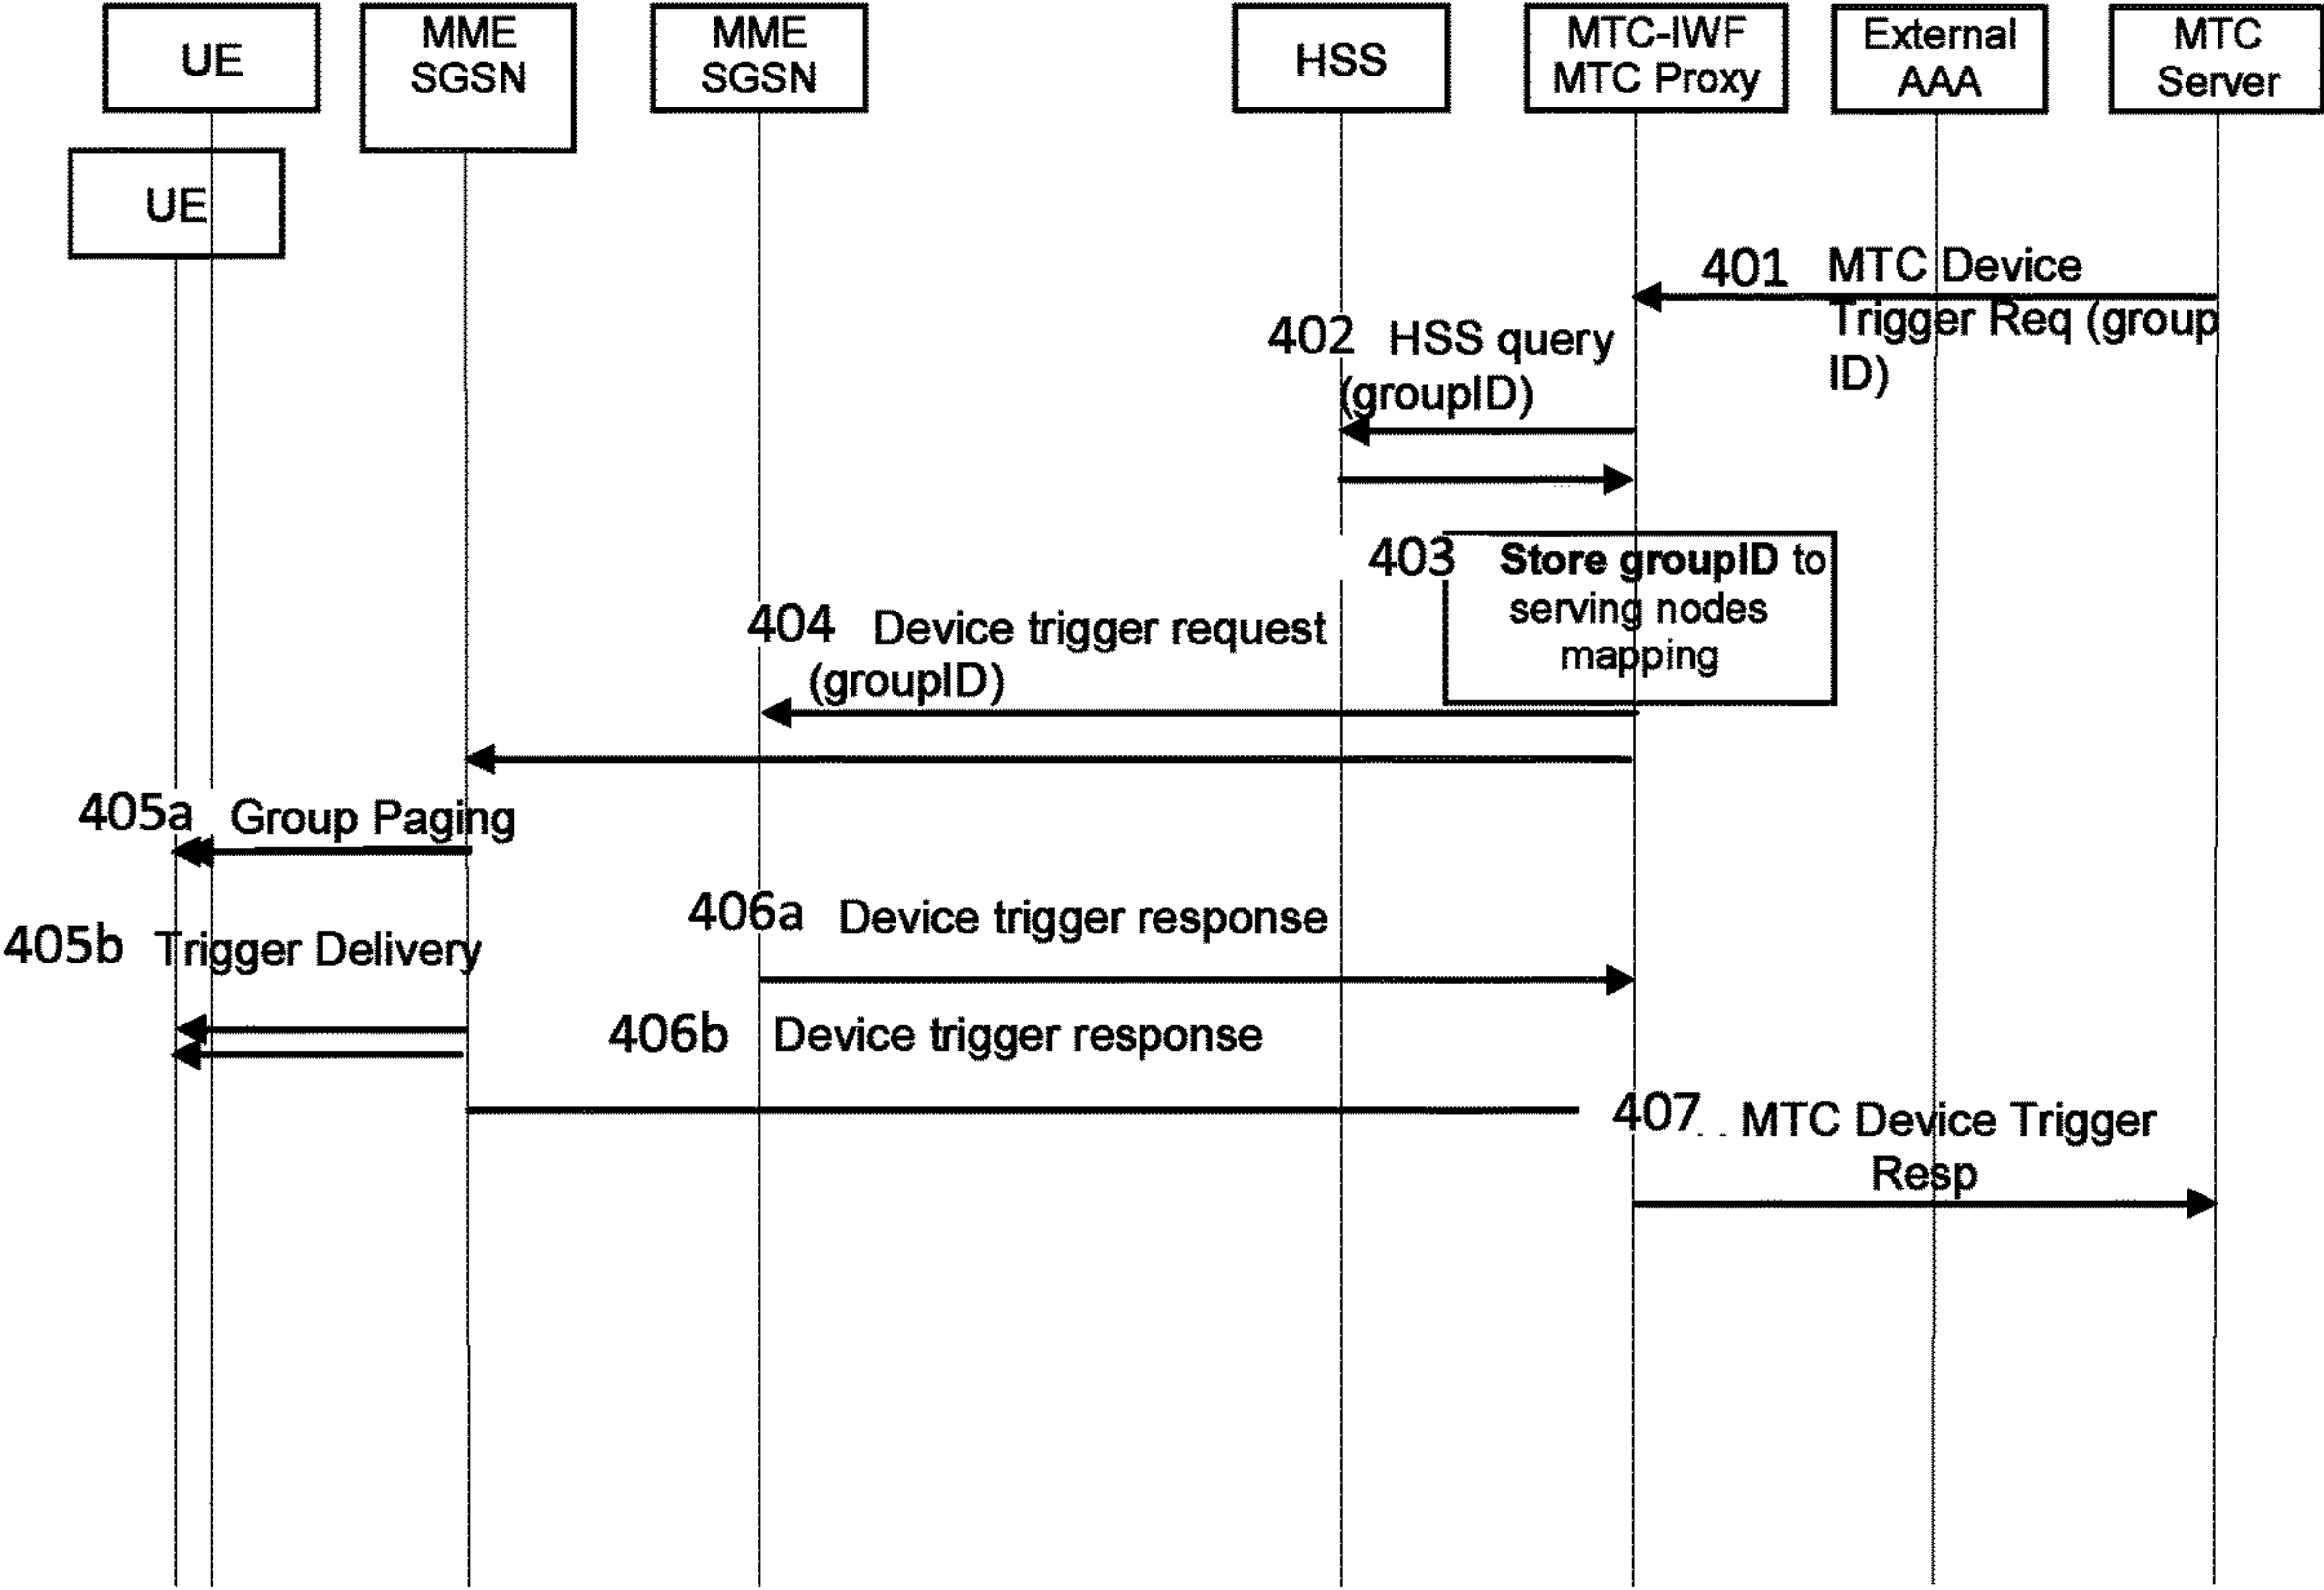 UE
MME
SGSN
MME
SGSN
HSS
MTC-IWF
MTC Proxy
External
AAA
MTC
Server
UE
401 MTC Device
Trigger Req (group
ID)
402 HSS query
(groupID)
403 Store groupID to
serving nodes
mapping
404 Device trigger request
(groupID)
405a Group Paging
406a Device trigger response
405b Trigger Delivery
406b Device trigger response
407 MTC Device Trigger
Resp